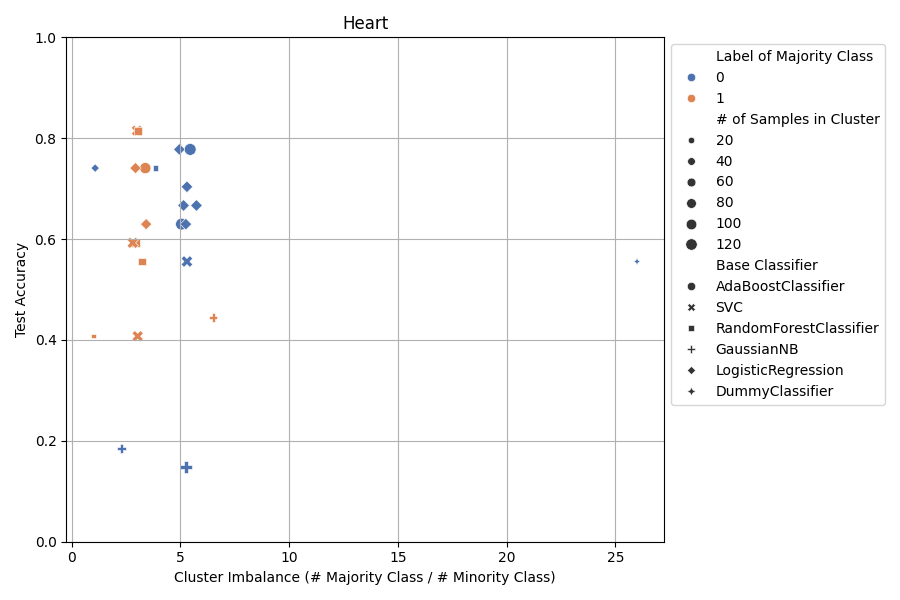 Heart
Test Accuracy
1.0
0.8
0.6
0.4
0.2
0.0
0 5 10 15 20 25
Cluster Imbalance (# Majority Class / # Minority Class)
Label of Majority Class
0
1
# of Samples in Cluster
20
40
60
80
100
120
Base Classifier
AdaBoostClassifier
SVC
RandomForestClassifier
GaussianNB
LogisticRegression
DummyClassifier